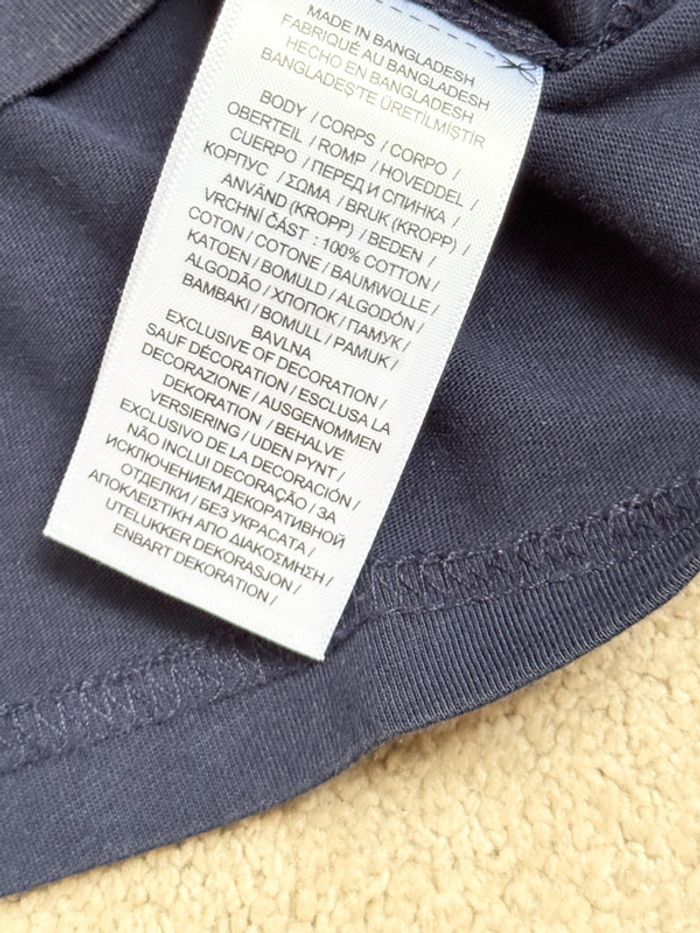 MADE IN BANGLADESH
FABRIQUÉ AU BANGLADESH
HECHO EN BANGLADESH
BANGLADEŞ'TE ÜRETİLMİŞTİR
BODY / CORPS / CORPO /
OBERTEIL / ROMP / HOVEDDEL /
CUERPO / ПЕРЕД И СПИНКА /
КОРПУС / ΣΩΜΑ / BRUK (KROPP) /
ANVÄND (KROPP) / BEDEN /
VRCHNÍ ČÁST : 100% COTTON /
COTON / COTONE / BAUMWOLLE /
KATOEN / BOMULD / ALGODÓN /
ALGODÃO / ХЛОПОК / ПАМУК /
BAMBAKI / BOMULL / PAMUK /
BAVLNA
EXCLUSIVE OF DECORATION /
SAUF DÉCORATION / ESCLUSA LA
DECORAZIONE / AUSGENOMMEN
DEKORATION / BEHALVE
VERSIERING / UDEN PYNT /
EXCLUSIVO DE LA DECORACIÓN /
NÃO INCLUI DECORAÇÃO / ЗА
ИСКЛЮЧЕНИЕМ ДЕКОРАТИВНОЙ
ОТДЕЛКИ / БЕЗ УКРАСАТА /
ΑΠΟΚΛΕΙΣΤΙΚΗ ΑΠΟ ΔΙΑΚΟΣΜΗΣΗ /
UTELUKKER DEKORASJON /
ENBART DEKORATION /